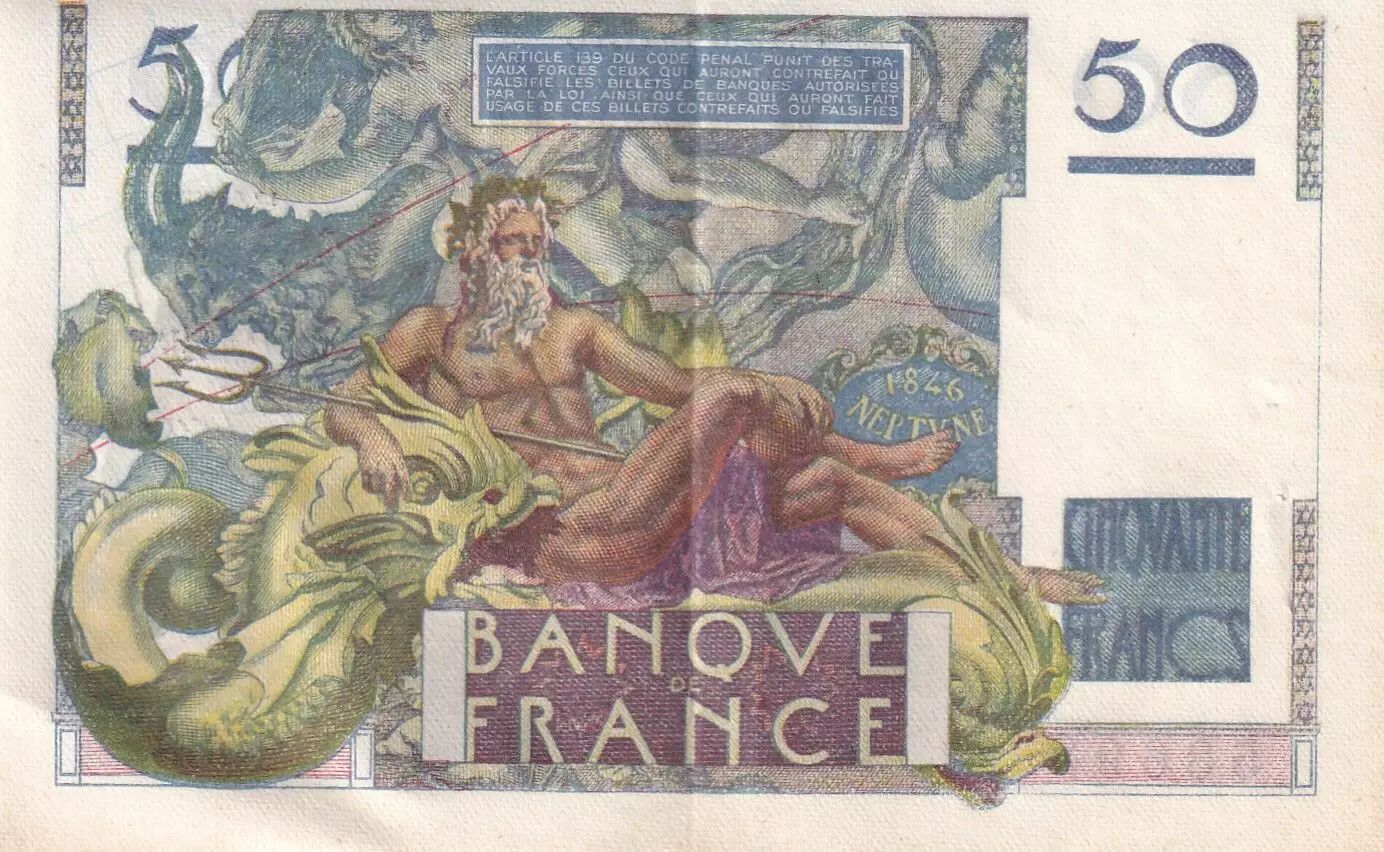 50
50
L'ARTICLE 139 DU CODE PENAL PUNIT DES TRA-
VAUX FORCES CEUX QUI AURONT CONTREFAIT OU
FALSIFIE LES BILLETS DE BANQUES AUTORISEES
PAR LA LOI AINSI QUE CEUX QUI AURONT FAIT
USAGE DE CES BILLETS CONTREFAITS OU FALSIFIES
1846
NEPTVNE
CINQVANTE
FRANCS
BANQVE
DE
FRANCE